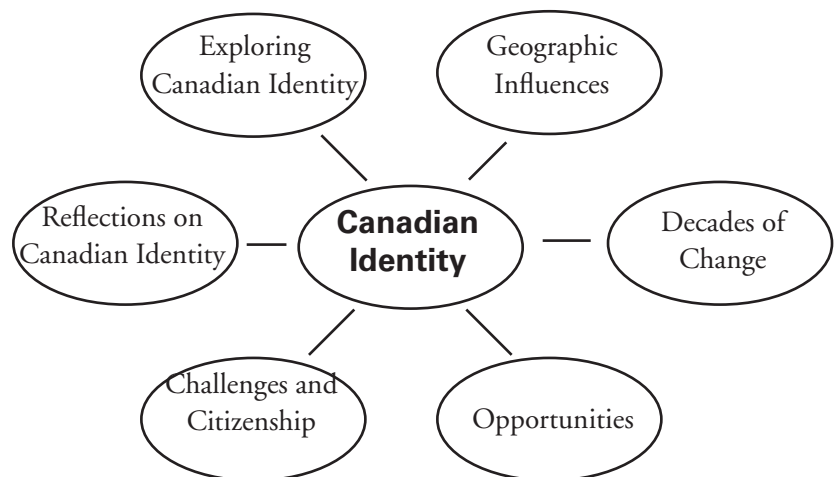 Exploring
Canadian Identity
Geographic
Influences
Reflections on
Canadian Identity
Canadian
Identity
Decades of
Change
Challenges and
Citizenship
Opportunities